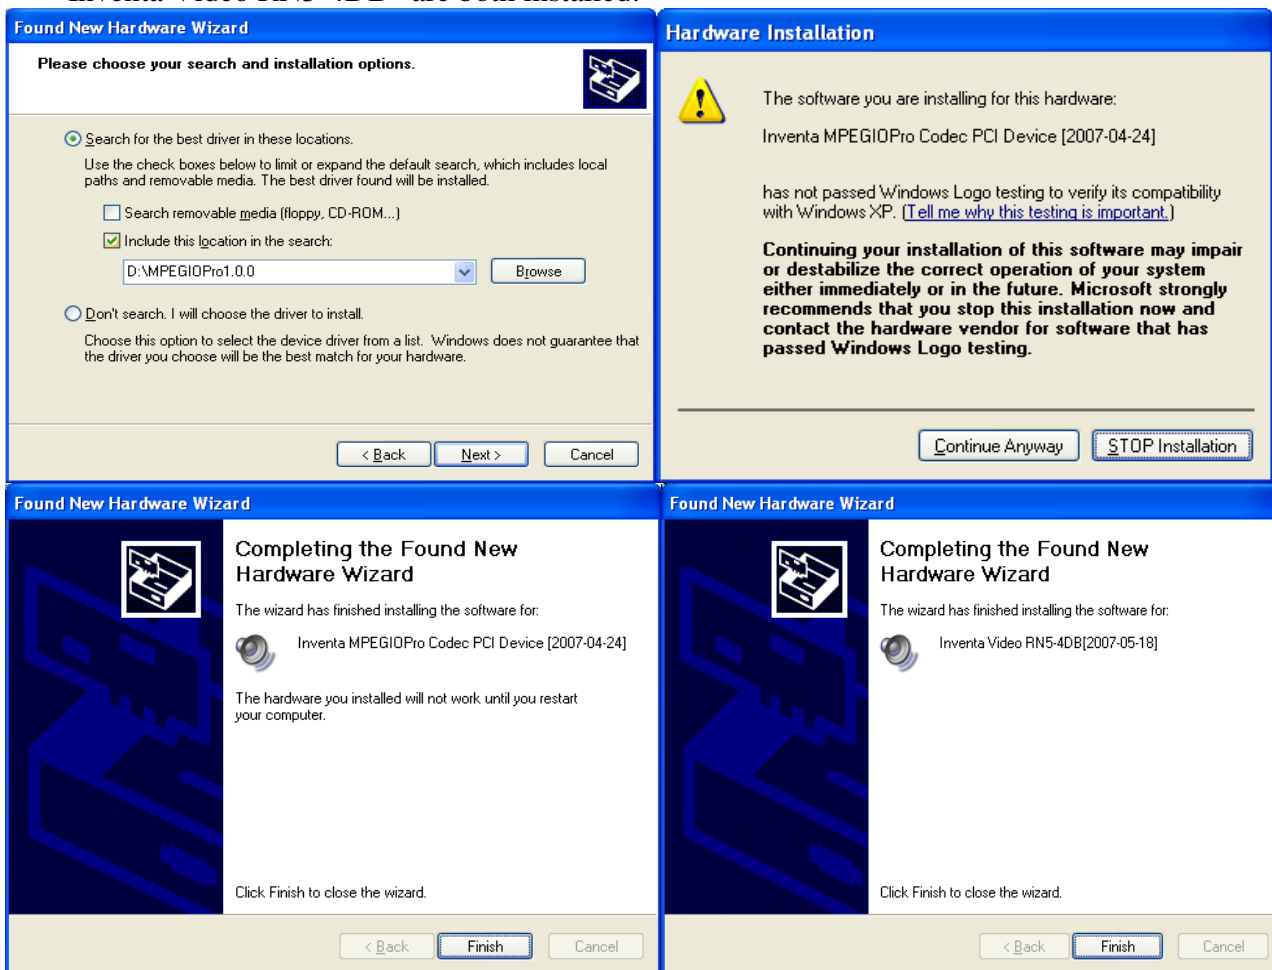 Inventa Video RN5-4DB" are both installed.
Found New Hardware Wizard
Please choose your search and installation options.
Search for the best driver in these locations.
Use the check boxes below to limit or expand the default search, which includes local
paths and removable media. The best driver found will be installed.
Search removable media (floppy, CD-ROM...)
Include this location in the search:
D:\MPEGIOPro1.0.0
Browse
Don't search. I will choose the driver to install.
Choose this option to select the device driver from a list. Windows does not guarantee that
the driver you choose will be the best match for your hardware.
< Back
Next >
Cancel
Hardware Installation
The software you are installing for this hardware:
Inventa MPEGIOPro Codec PCI Device [2007-04-24]
has not passed Windows Logo testing to verify its compatibility
with Windows XP. (Tell me why this testing is important.)
Continuing your installation of this software may impair
or destabilize the correct operation of your system
either immediately or in the future. Microsoft strongly
recommends that you stop this installation now and
contact the hardware vendor for software that has
passed Windows Logo testing.
Continue Anyway
STOP Installation
Found New Hardware Wizard
Completing the Found New
Hardware Wizard
The wizard has finished installing the software for:
Inventa MPEGIOPro Codec PCI Device [2007-04-24]
The hardware you installed will not work until you restart
your computer.
Click Finish to close the wizard.
< Back
Finish
Cancel
Found New Hardware Wizard
Completing the Found New
Hardware Wizard
The wizard has finished installing the software for:
Inventa Video RN5-4DB[2007-05-18]
Click Finish to close the wizard.
< Back
Finish
Cancel